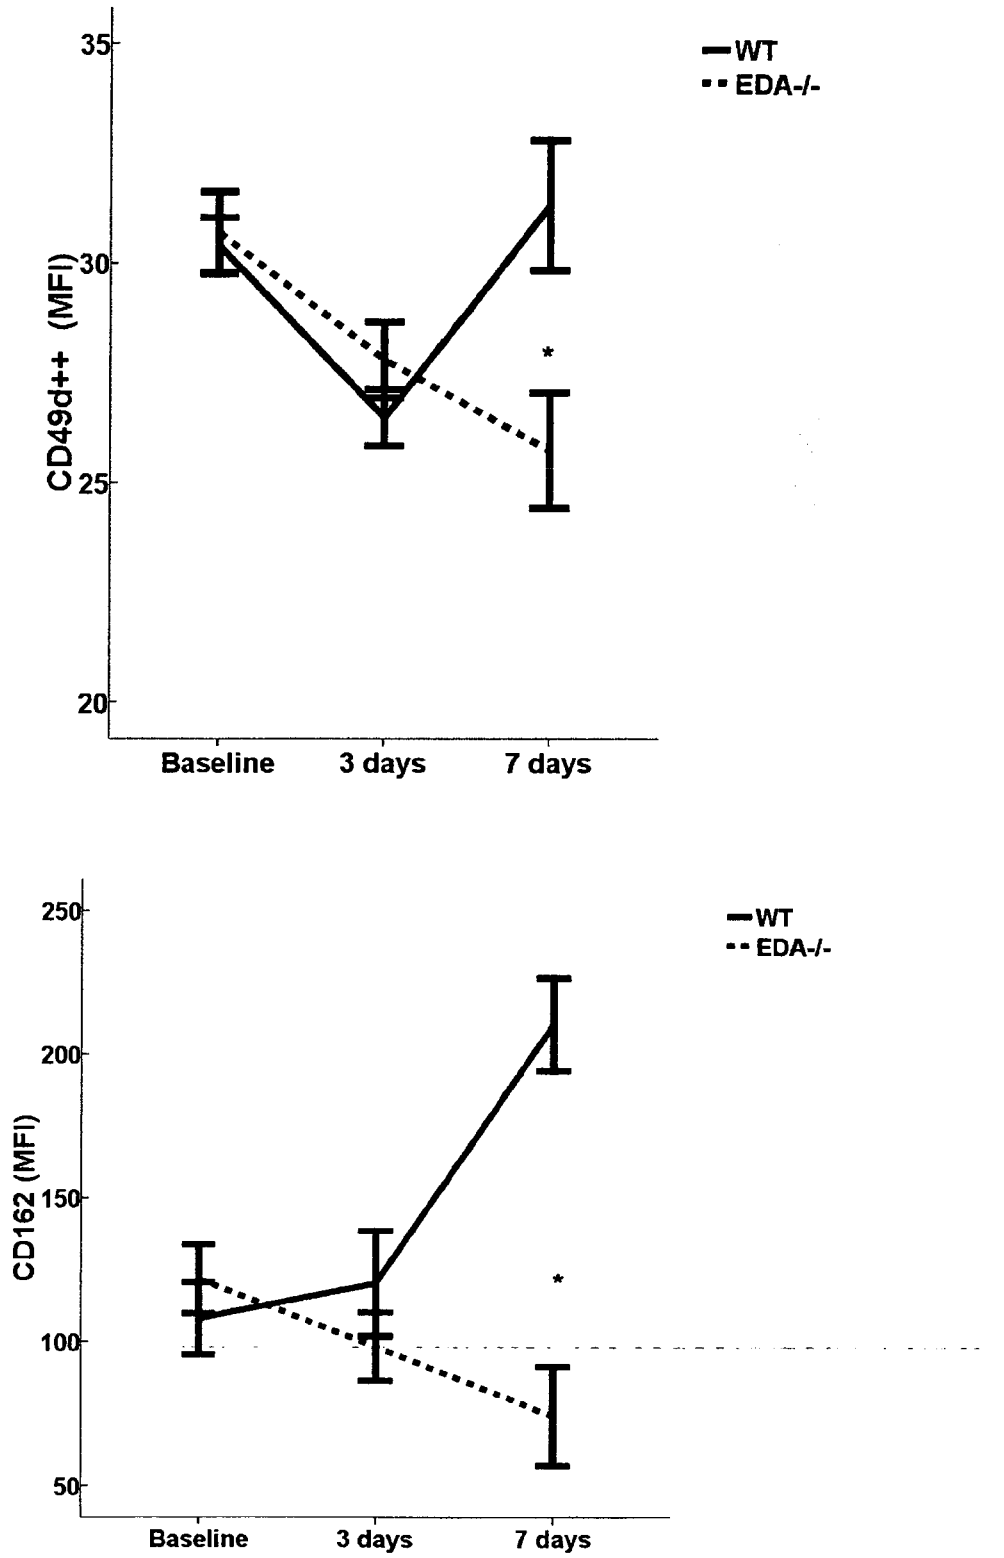 35
WT
EDA-/-
30
CD49d++ (MFI)
*
25
20
Baseline 3 days 7 days
250
WT
EDA-/-
200
150
CD162 (MFI)
*
100
50
Baseline 3 days 7 days